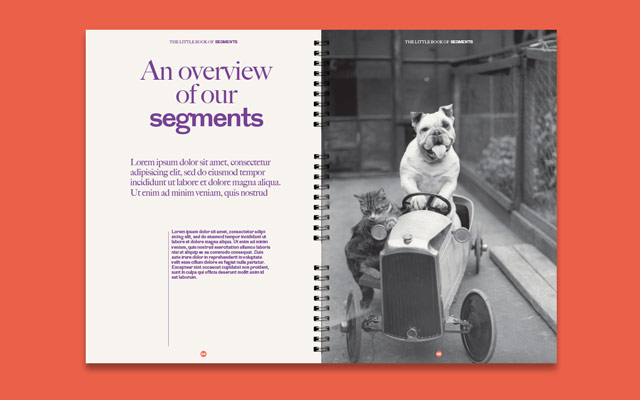 THE LITTLE BOOK OF SEGMENTS
An overview
of our
segments
Lorem ipsum dolor sit amet, consectetur
adipisicing elit, sed do eiusmod tempor
incididunt ut labore et dolore magna aliqua.
Ut enim ad minim veniam, quis nostrud
Lorem ipsum dolor sit amet, consectetur adipi
sicing elit, sed do eiusmod tempor incididunt ut
labore et dolore magna aliqua. Ut enim ad minim
veniam, quis nostrud exercitation ullamco laboris
nisi ut aliquip ex ea commodo consequat. Duis
aute irure dolor in reprehenderit in voluptate
velit esse cillum dolore eu fugiat nulla pariatur.
Excepteur sint occaecat cupidatat non proident,
sunt in culpa qui officia deserunt mollit anim id
est laborum.
THE LITTLE BOOK OF SEGMENTS